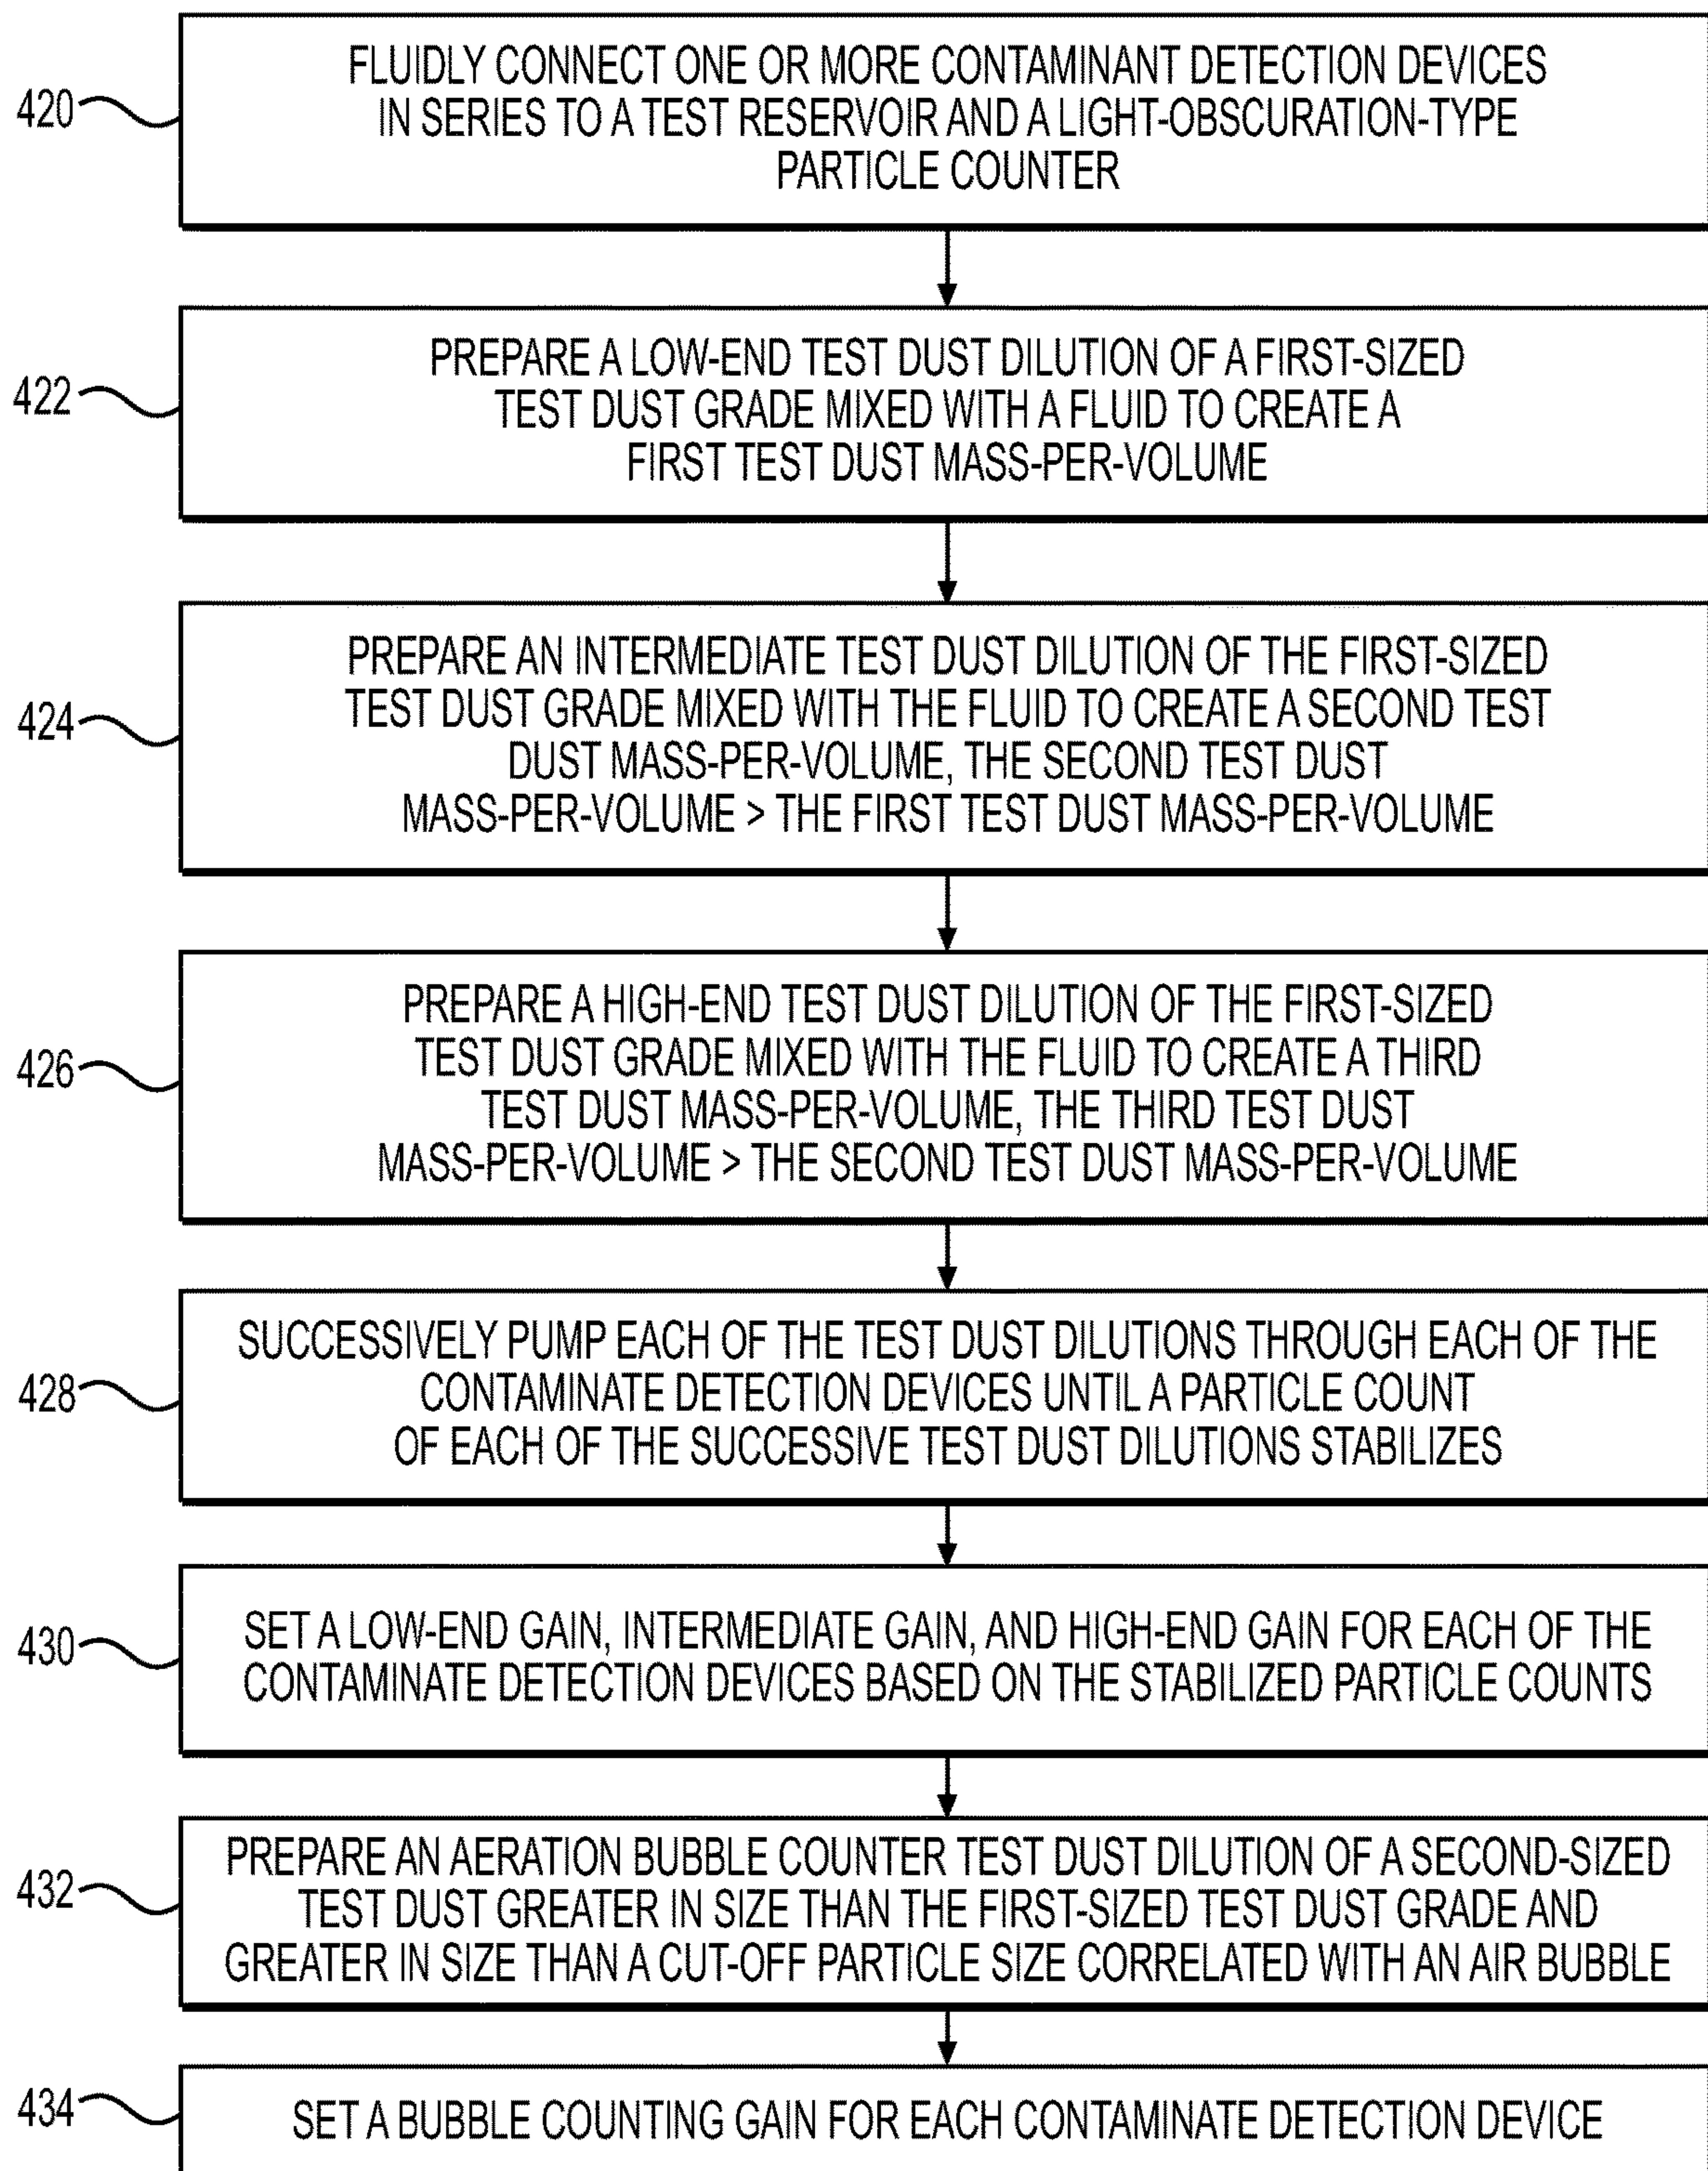 420
FLUIDLY CONNECT ONE OR MORE CONTAMINANT DETECTION DEVICES
IN SERIES TO A TEST RESERVOIR AND A LIGHT-OBSCURATION-TYPE
PARTICLE COUNTER
422
PREPARE A LOW-END TEST DUST DILUTION OF A FIRST-SIZED
TEST DUST GRADE MIXED WITH A FLUID TO CREATE A
FIRST TEST DUST MASS-PER-VOLUME
424
PREPARE AN INTERMEDIATE TEST DUST DILUTION OF THE FIRST-SIZED
TEST DUST GRADE MIXED WITH THE FLUID TO CREATE A SECOND TEST
DUST MASS-PER-VOLUME, THE SECOND TEST DUST
MASS-PER-VOLUME > THE FIRST TEST DUST MASS-PER-VOLUME
426
PREPARE A HIGH-END TEST DUST DILUTION OF THE FIRST-SIZED
TEST DUST GRADE MIXED WITH THE FLUID TO CREATE A THIRD
TEST DUST MASS-PER-VOLUME, THE THIRD TEST DUST
MASS-PER-VOLUME > THE SECOND TEST DUST MASS-PER-VOLUME
428
SUCCESSIVELY PUMP EACH OF THE TEST DUST DILUTIONS THROUGH EACH OF THE
CONTAMINATE DETECTION DEVICES UNTIL A PARTICLE COUNT
OF EACH OF THE SUCCESSIVE TEST DUST DILUTIONS STABILIZES
430
SET A LOW-END GAIN, INTERMEDIATE GAIN, AND HIGH-END GAIN FOR EACH OF THE
CONTAMINATE DETECTION DEVICES BASED ON THE STABILIZED PARTICLE COUNTS
432
PREPARE AN AERATION BUBBLE COUNTER TEST DUST DILUTION OF A SECOND-SIZED
TEST DUST GREATER IN SIZE THAN THE FIRST-SIZED TEST DUST GRADE AND
GREATER IN SIZE THAN A CUT-OFF PARTICLE SIZE CORRELATED WITH AN AIR BUBBLE
434
SET A BUBBLE COUNTING GAIN FOR EACH CONTAMINATE DETECTION DEVICE